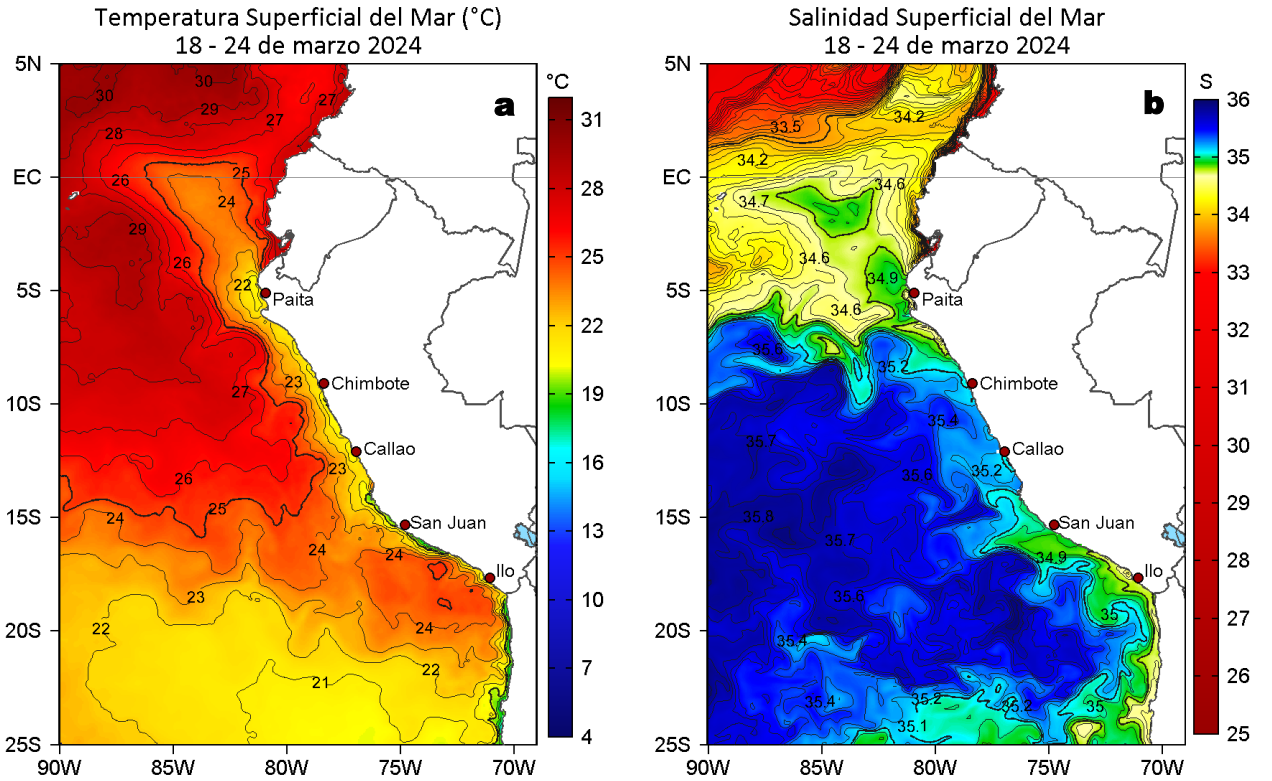 Temperatura Superficial del Mar (°C)
18 - 24 de marzo 2024
a
°C
31
28
25
22
19
16
13
10
7
4
5N
EC
5S
10S
15S
20S
25S
90W
85W
80W
75W
70W
30
30
29
28
27
27
26
25
24
29
26
22
23
27
23
26
25
24
24
24
23
22
24
22
21
Paita
Chimbote
Callao
San Juan
Ilo
Salinidad Superficial del Mar
18 - 24 de marzo 2024
b
S
36
35
34
33
32
31
30
29
28
27
26
25
5N
EC
5S
10S
15S
20S
25S
90W
85W
80W
75W
70W
34.2
33.5
34.2
34.6
34.7
34.6
34.9
34.6
35.6
35.2
35.4
35.7
35.6
35.2
35.8
35.7
34.9
35.6
35
35.4
35.2
35.2
35
35.4
35.1
Paita
Chimbote
Callao
San Juan
Ilo